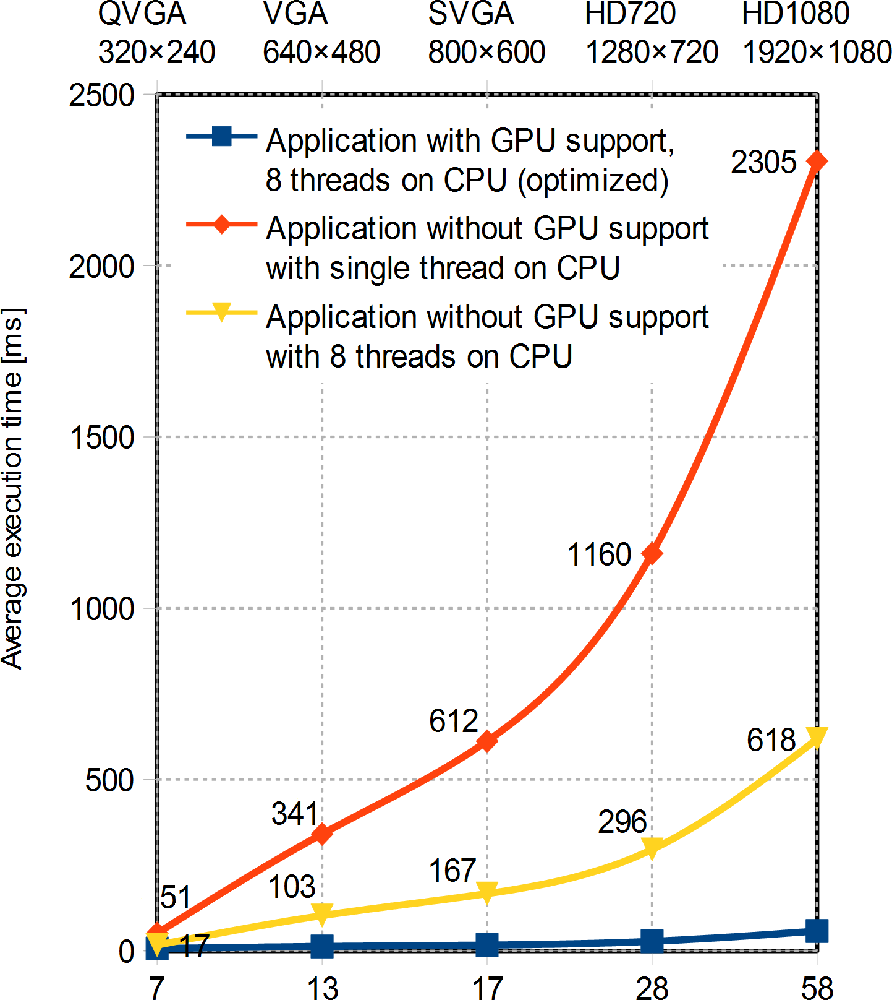 QVGA VGA SVGA HD720 HD1080
320×240 640×480 800×600 1280×720 1920×1080
2500
Application with GPU support,
8 threads on CPU (optimized)
2305
Application without GPU support
with single thread on CPU
2000
Application without GPU support
with 8 threads on CPU
Average execution time [ms]
1500
1160
1000
612
618
500
341
296
167
103
51
17
0
7 13 17 28 58